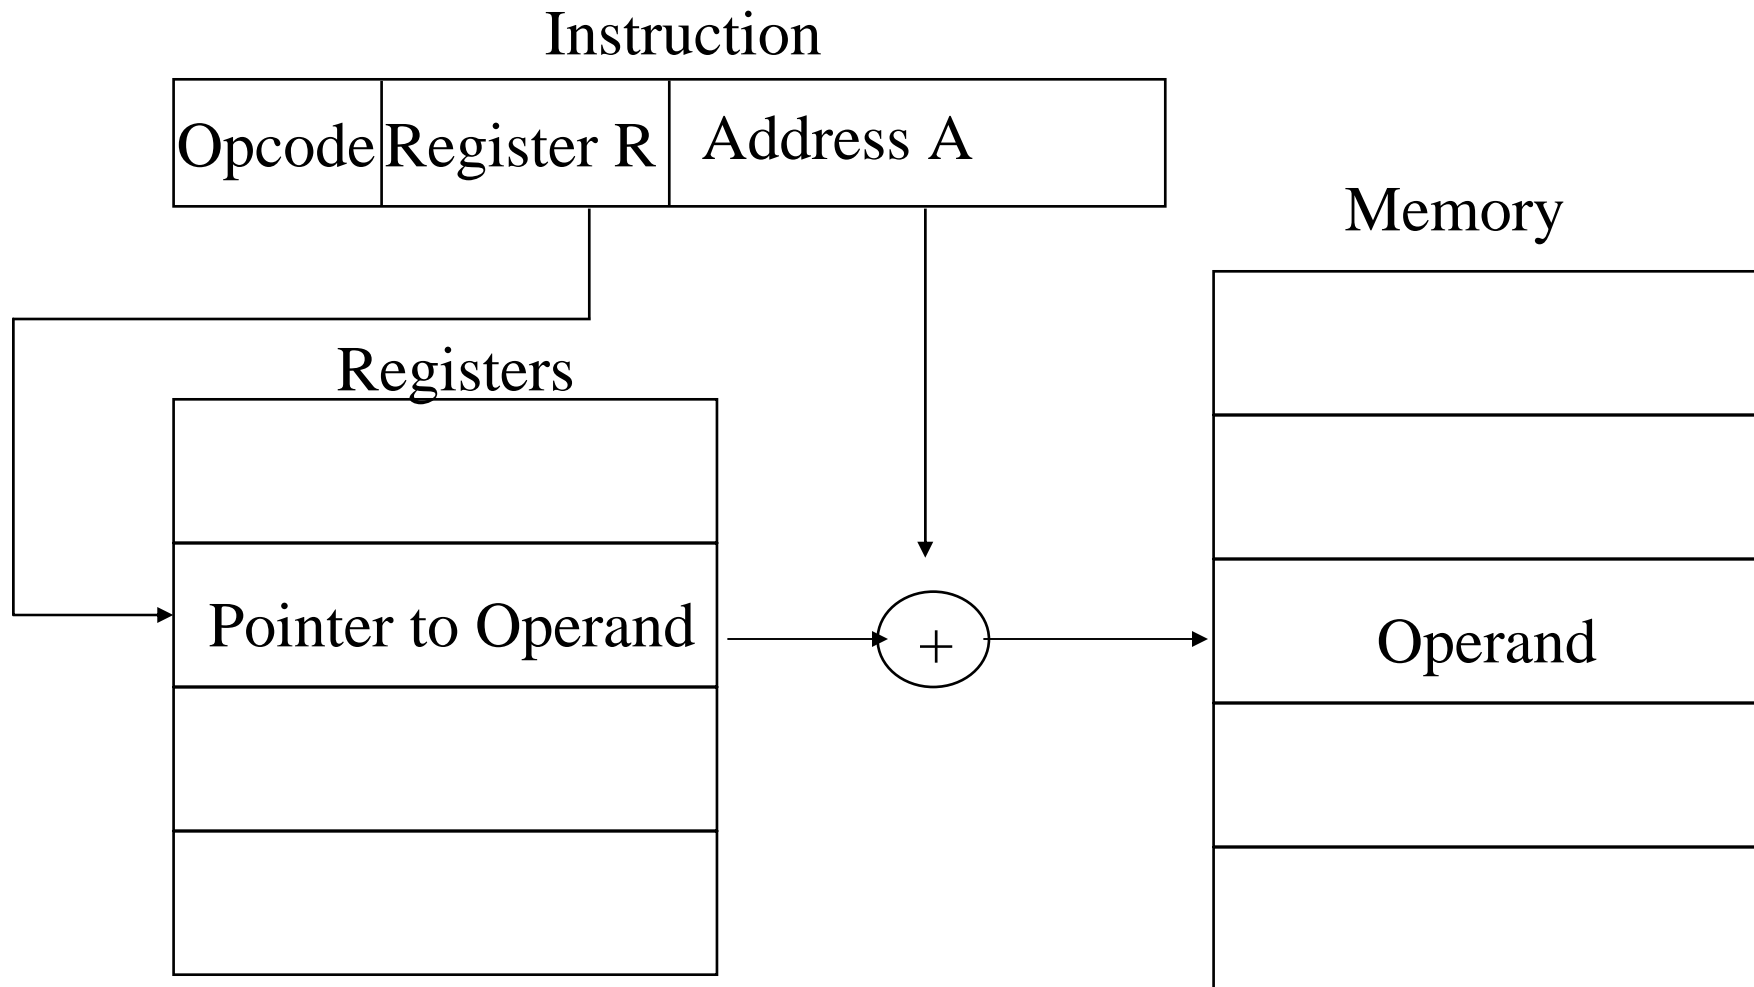 Instruction
Opcode Register R Address A
Memory
Registers
Pointer to Operand + Operand